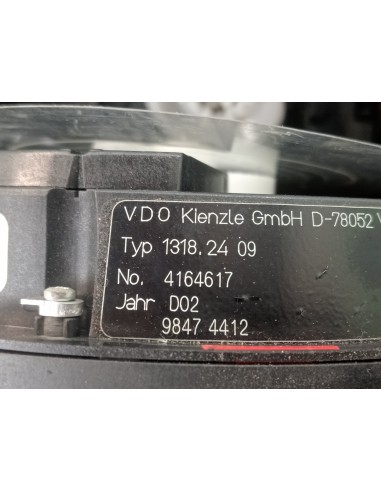 VDO Kienzle GmbH D-78052
Typ 1318.24 09
No. 4164617
Jahr D02
9847 4412